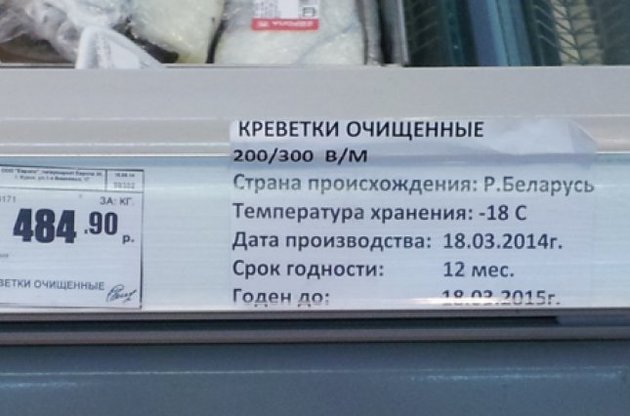 КРЕВЕТКИ ОЧИЩЕННЫЕ
200/300 В/М
Страна происхождения: Р.Беларусь
Температура хранения: -18 С
Дата производства: 18.03.2014г.
Срок годности: 12 мес.
Годен до: 18.03.2015г.
ЗА: КГ.
484.90
р.
ЕТКИ ОЧИЩЕННЫЕ